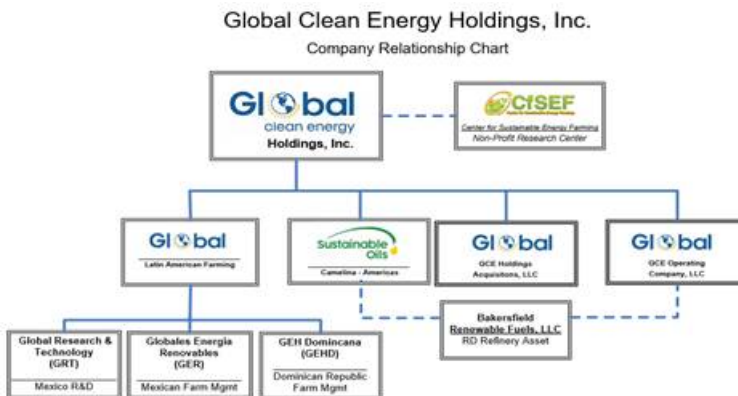 Global Clean Energy Holdings, Inc.
Company Relationship Chart
Global
clean energy
Holdings, Inc.
CfSEF
Center for Sustainable Energy Farming
Non-Profit Research Center
Global
Latin American Farming
Sustainable
Oils
Camelina - Americas
Global
GCE Holdings
Acquistions, LLC
Global
GCE Operating
Company, LLC
Bakersfield
Renewable Fuels, LLC
RD Refinery Asset
Global Research &
Technology
(GRT)
Mexico R&D
Globales Energia
Renovables
(GER)
Mexican Farm Mgmt
GEH Domincana
(GEHD)
Dominican Republic
Farm Mgmt